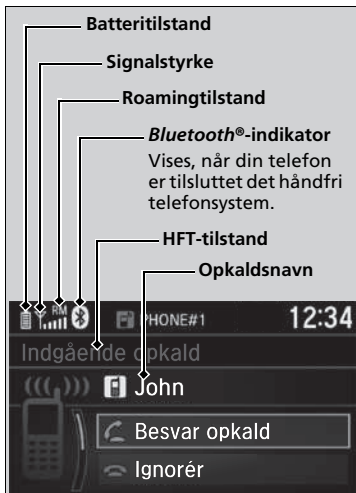 Batteritilstand
Signalstyrke
Roamingtilstand
Bluetooth®-indikator
Vises, når din telefon
er tilsluttet det håndfri
telefonsystem.
HFT-tilstand
Opkaldsnavn
RM
PHONE#1 12:34
Indgående opkald
John
Besvar opkald
Ignorér